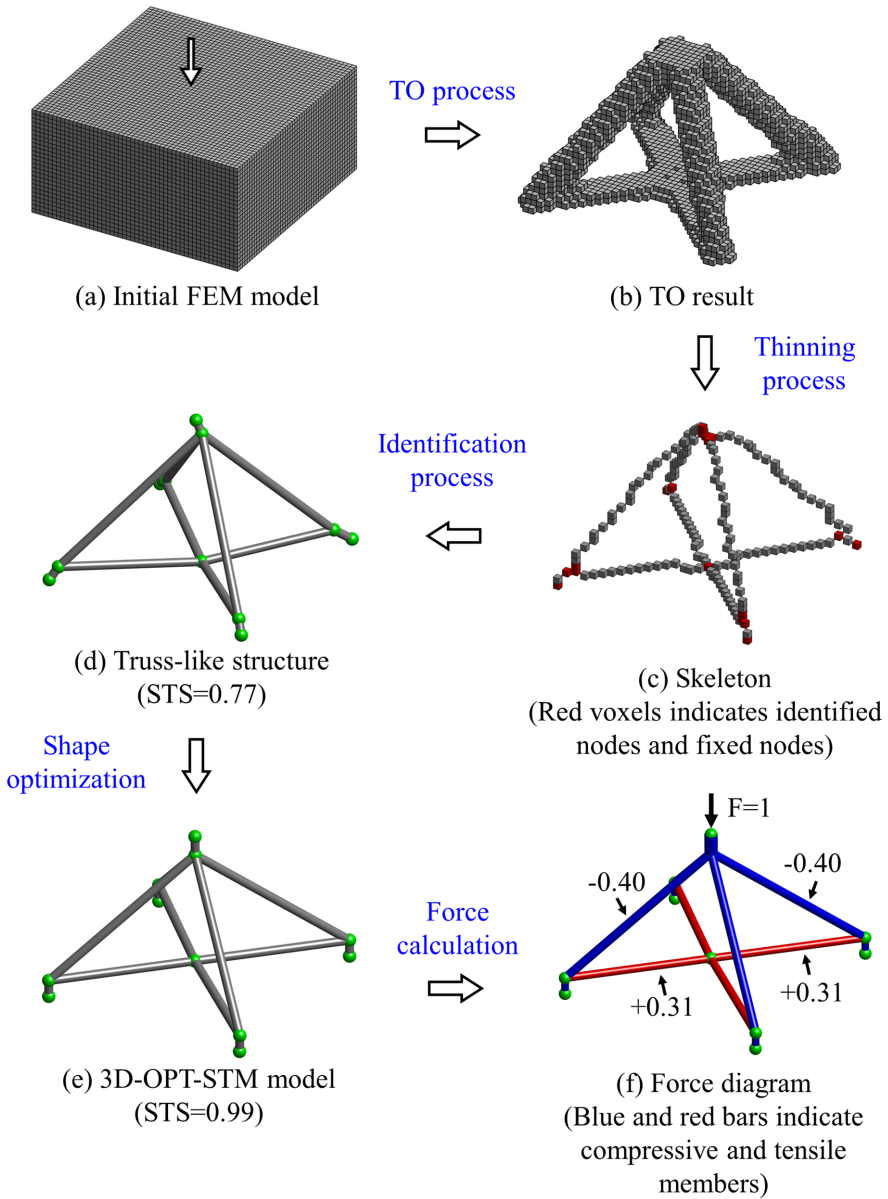 TO process
(a) Initial FEM model
(b) TO result
Thinning
process
Identification
process
(d) Truss-like structure
(STS=0.77)
(c) Skeleton
(Red voxels indicates identified
nodes and fixed nodes)
Shape
optimization
F=1
-0.40
-0.40
Force
calculation
+0.31
+0.31
(e) 3D-OPT-STM model
(STS=0.99)
(f) Force diagram
(Blue and red bars indicate
compressive and tensile
members)